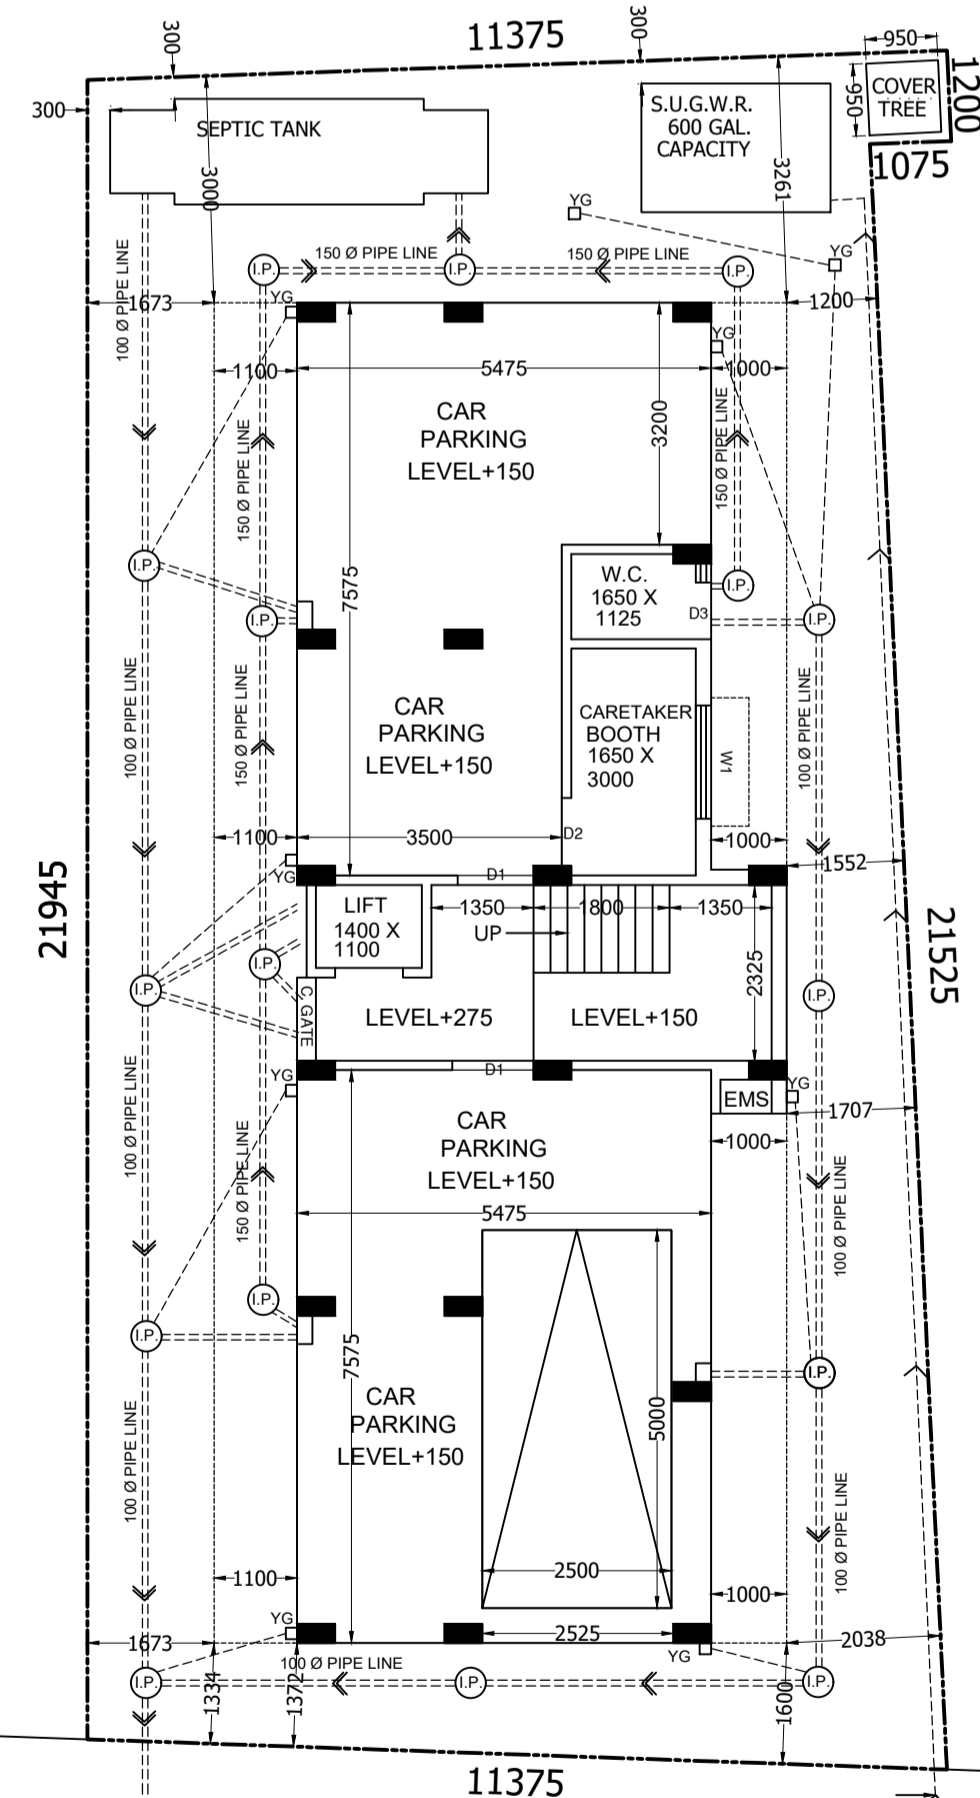 11375
300
300
950
1200
300
SEPTIC TANK
S.U.G.W.R.
600 GAL.
CAPACITY
950
COVER
TREE
1075
3000
3261
YG
YG
100 Ø PIPE LINE
I.P.
150 Ø PIPE LINE
I.P.
150 Ø PIPE LINE
I.P.
1673
YG
1200
YG
1100
5475
1000
CAR
PARKING
LEVEL+150
3200
150 Ø PIPE LINE
150 Ø PIPE LINE
I.P.
7575
W.C.
1650 X
1125
I.P.
D3
I.P.
I.P.
100 Ø PIPE LINE
150 Ø PIPE LINE
CAR
PARKING
LEVEL+150
CARETAKER
BOOTH
1650 X
3000
W1
100 Ø PIPE LINE
1100
3500
D2
1000
1552
YG
D1
21945
LIFT
1400 X
1100
1350
1800
1350
UP
2325
21525
I.P.
I.P.
I.P.
C. GATE
LEVEL+275
LEVEL+150
YG
D1
EMS
YG
1707
100 Ø PIPE LINE
150 Ø PIPE LINE
CAR
PARKING
LEVEL+150
1000
5475
100 Ø PIPE LINE
I.P.
I.P.
7575
I.P.
CAR
PARKING
LEVEL+150
5000
100 Ø PIPE LINE
100 Ø PIPE LINE
1100
2500
1000
YG
2525
1673
2038
YG
100 Ø PIPE LINE
I.P.
I.P.
I.P.
1334
1372
1600
11375